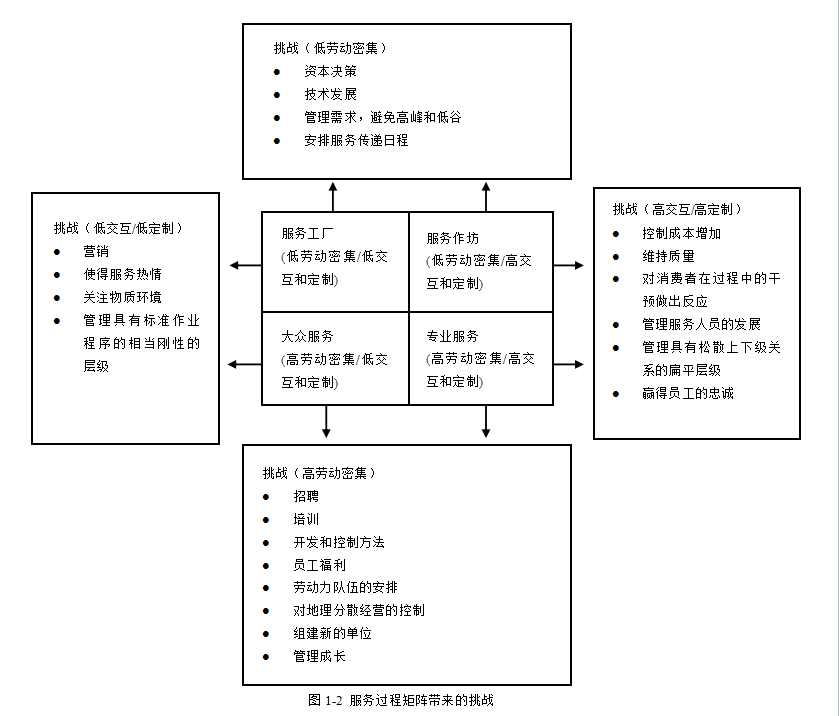 挑战（低劳动密集）
● 资本决策
● 技术发展
● 管理需求，避免高峰和低谷
● 安排服务传递日程
挑战（低交互/低定制）
● 营销
● 使得服务热情
● 关注物质环境
● 管理具有标准作业
程序的相当刚性的
层级
服务工厂
(低劳动密集/低交
互和定制)
服务作坊
(低劳动密集/高交
互和定制)
大众服务
(高劳动密集/低交
互和定制)
专业服务
(高劳动密集/高交
互和定制)
挑战（高交互/高定制）
● 控制成本增加
● 维持质量
● 对消费者在过程中的干
预做出反应
● 管理服务人员的发展
● 管理具有松散上下级关
系的扁平层级
● 赢得员工的忠诚
挑战（高劳动密集）
● 招聘
● 培训
● 开发和控制方法
● 员工福利
● 劳动力队伍的安排
● 对地理分散经营的控制
● 组建新的单位
● 管理成长
图 1-2 服务过程矩阵带来的挑战